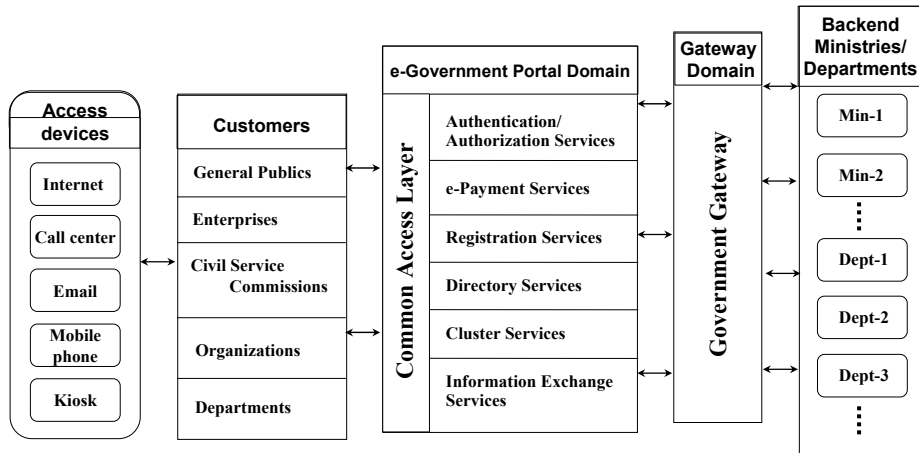 Access
devices
Internet
Call center
Email
Mobile
phone
Kiosk
Customers
General Publics
Enterprises
Civil Service
Commissions
Organizations
Departments
e-Government Portal Domain
Common Access Layer
Authentication/
Authorization Services
e-Payment Services
Registration Services
Directory Services
Cluster Services
Information Exchange
Services
Gateway
Domain
Government Gateway
Backend
Ministries/
Departments
Min-1
Min-2
Dept-1
Dept-2
Dept-3